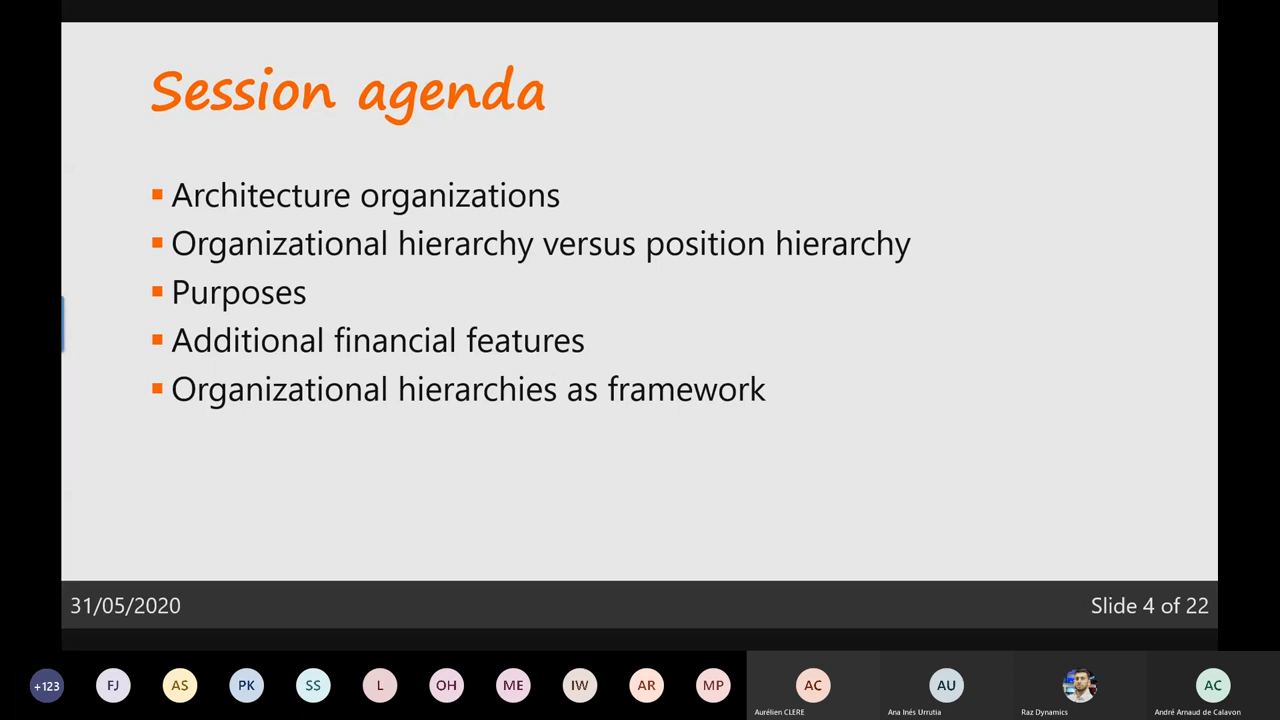 Session agenda
Architecture organizations
Organizational hierarchy versus position hierarchy
Purposes
Additional financial features
Organizational hierarchies as framework
31/05/2020
Slide 4 of 22
+123
FJ
AS
PK
SS
L
OH
ME
IW
AR
MP
AC
AU
AC
Aurélien CLERE
Ana Inés Urrutia
Raz Dynamics
André Arnaud de Calavon